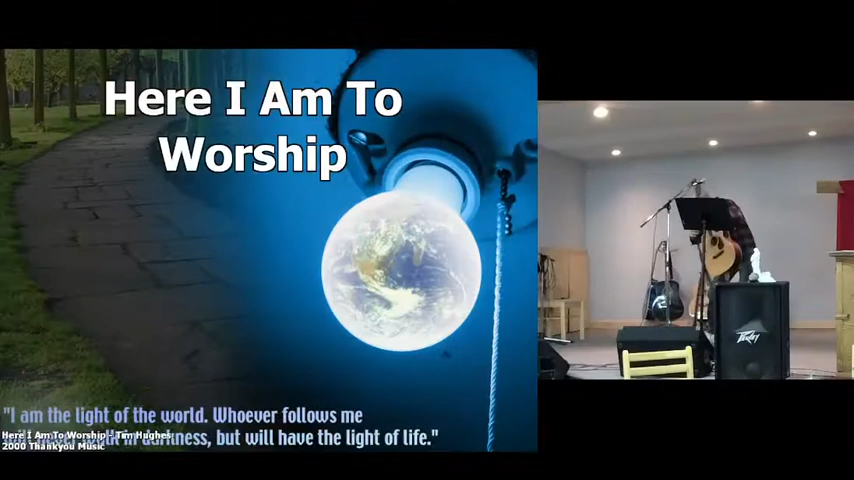 Here I Am To
Worship
"I am the light of the world. Whoever follows me
darkness, but will have the light of life."
Here I Am To Worship | Tim Hughes
2000 Thankyou Music
PEAVEY